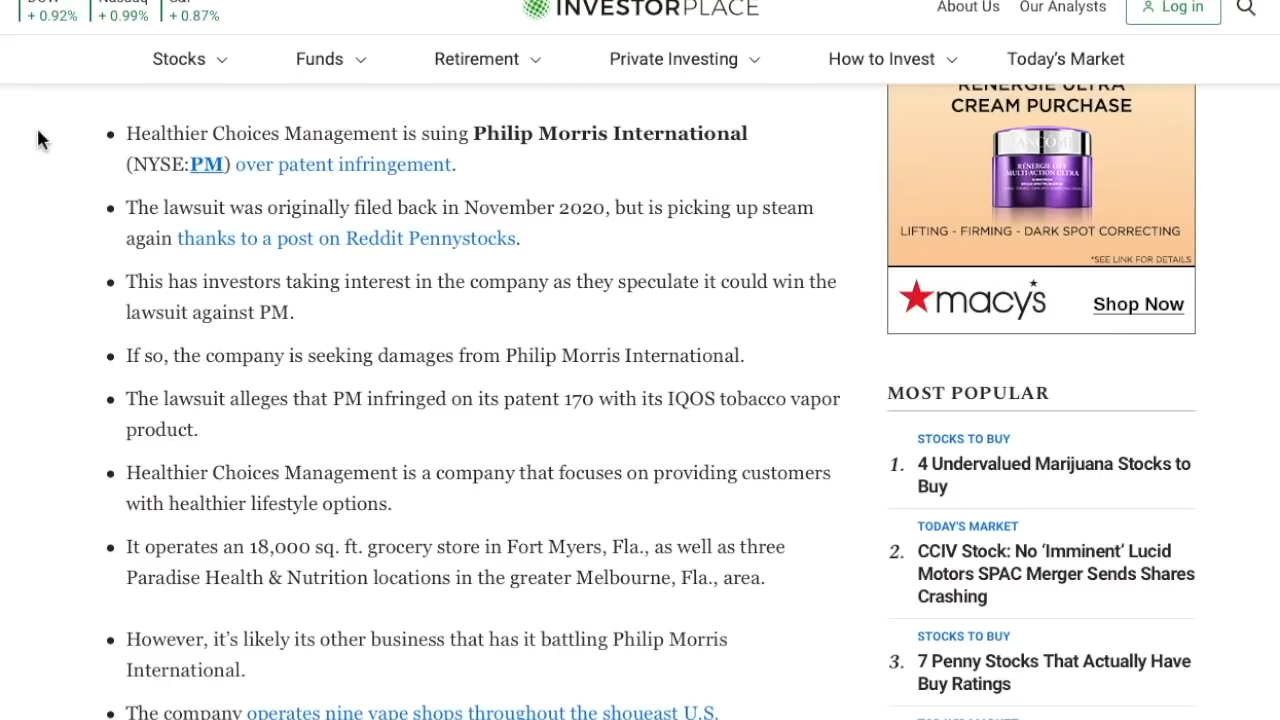 + 0.92%
+ 0.99%
+ 0.87%
INVESTORPLACE
About Us
Our Analysts
Log in
Stocks
Funds
Retirement
Private Investing
How to Invest
Today's Market
Healthier Choices Management is suing Philip Morris International
(NYSE:PM) over patent infringement.
The lawsuit was originally filed back in November 2020, but is picking up steam
again thanks to a post on Reddit Pennystocks.
This has investors taking interest in the company as they speculate it could win the
lawsuit against PM.
If so, the company is seeking damages from Philip Morris International.
The lawsuit alleges that PM infringed on its patent 170 with its IQOS tobacco vapor
product.
Healthier Choices Management is a company that focuses on providing customers
with healthier lifestyle options.
It operates an 18,000 sq. ft. grocery store in Fort Myers, Fla., as well as three
Paradise Health & Nutrition locations in the greater Melbourne, Fla., area.
However, it's likely its other business that has it battling Philip Morris
International.
The company operates nine vape shops throughout the shoueast U.S.
RÉNERGIE ULTRA
CREAM PURCHASE
LANCÔME
RÉNERGIE LIFT
MULTI-ACTION ULTRA
LIFTING - FIRMING - DARK SPOT CORRECTING
*SEE LINK FOR DETAILS
macy's
Shop Now
MOST POPULAR
STOCKS TO BUY
1. 4 Undervalued Marijuana Stocks to
Buy
TODAY'S MARKET
2. CCIV Stock: No 'Imminent' Lucid
Motors SPAC Merger Sends Shares
Crashing
STOCKS TO BUY
3. 7 Penny Stocks That Actually Have
Buy Ratings